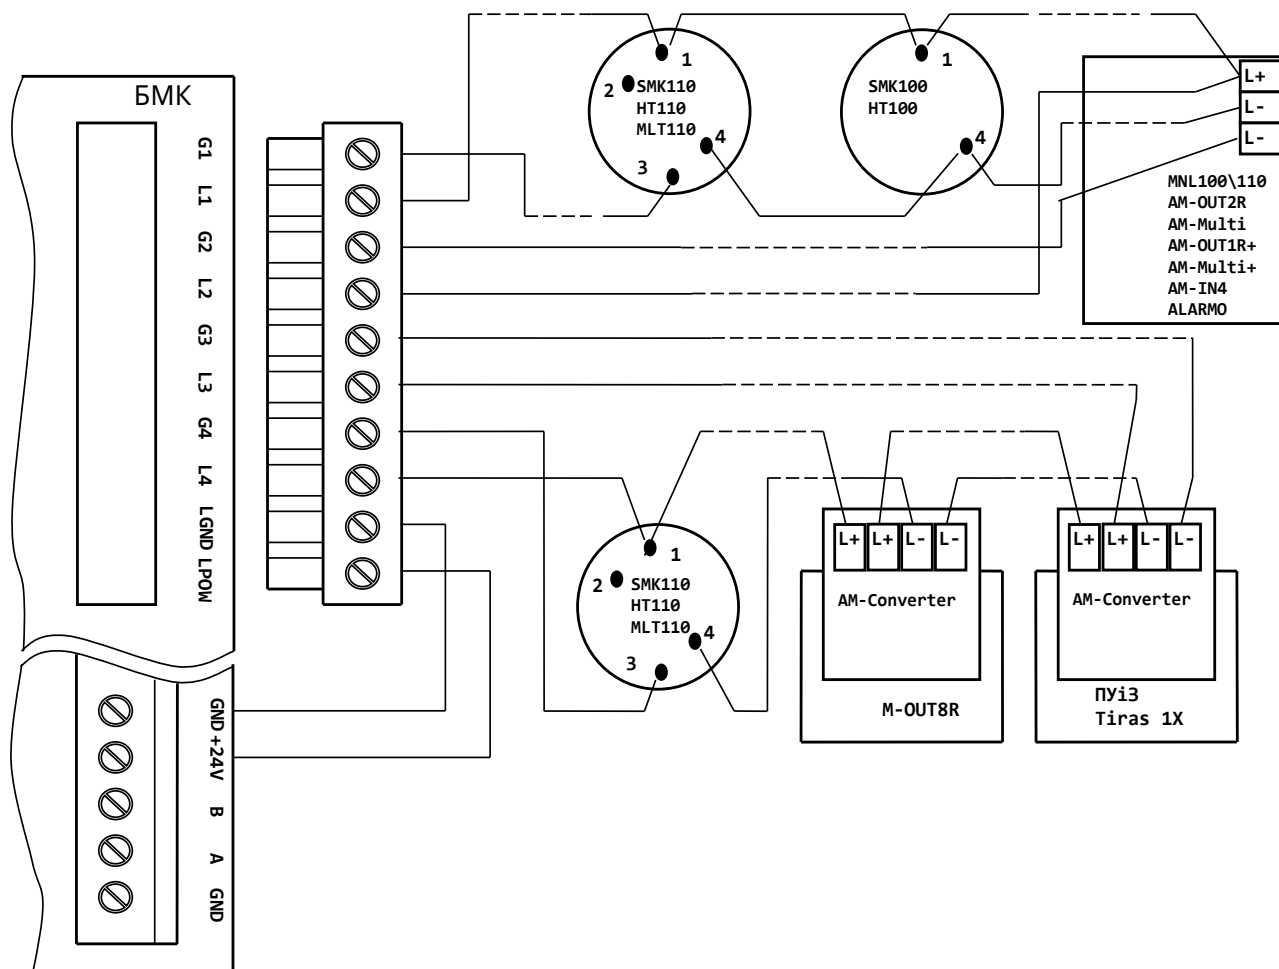 БМК
G1
L1
G2
L2
G3
L3
G4
L4
LGND
LPOW
GND
+24V
B
A
GND
1
2
SMK110
HT110
MLT110
4
3
1
SMK100
HT100
4
L+
L-
L-
MNL100\110
AM-OUT2R
AM-Multi
AM-OUT1R+
AM-Multi+
AM-IN4
ALARMO
1
2
SMK110
HT110
MLT110
4
3
L+ L+ L- L-
AM-Converter
M-OUT8R
L+ L+ L- L-
AM-Converter
ПУіЗ
Tiras 1X